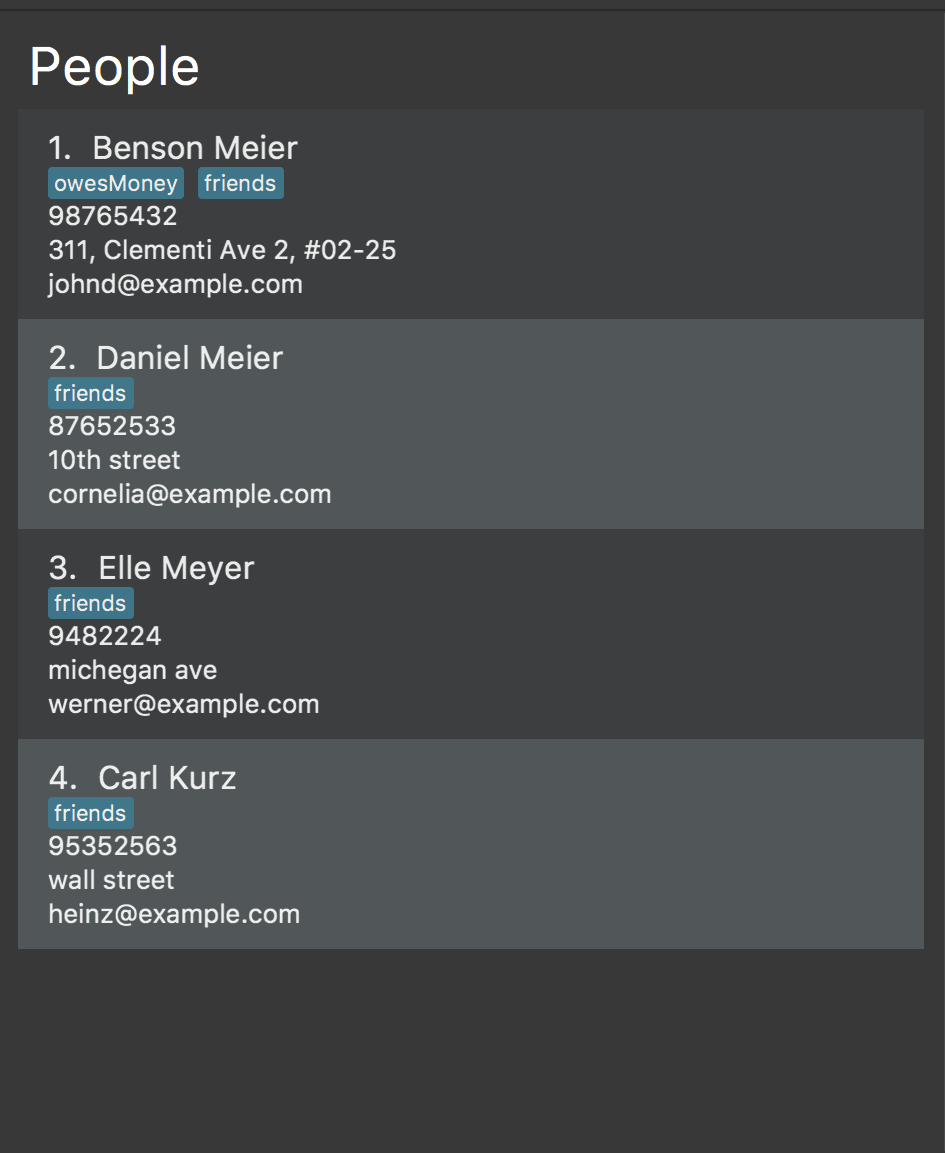 People
1. Benson Meier
owesMoney friends
98765432
311, Clementi Ave 2, #02-25
johnd@example.com
2. Daniel Meier
friends
87652533
10th street
cornelia@example.com
3. Elle Meyer
friends
9482224
michegan ave
werner@example.com
4. Carl Kurz
friends
95352563
wall street
heinz@example.com